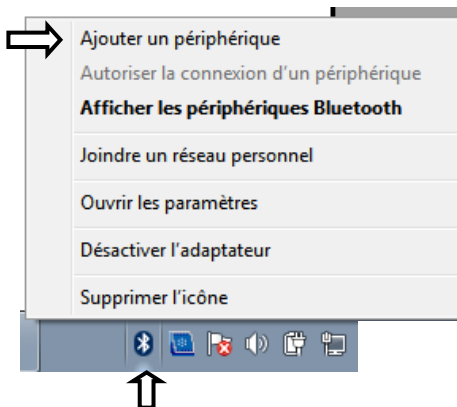 Ajouter un périphérique
Autoriser la connexion d'un périphérique
Afficher les périphériques Bluetooth
Joindre un réseau personnel
Ouvrir les paramètres
Désactiver l'adaptateur
Supprimer l'icône